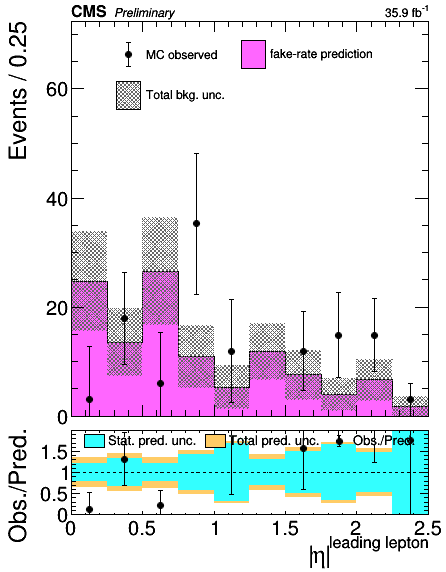 CMS Preliminary 35.9 fb-1
MC observed
fake-rate prediction
Total bkg. unc.
Events / 0.25
60
40
20
0
Stat. pred. unc.
Total pred. unc.
Obs./Pred.
Obs./Pred.
1.5
1
0.5
0
0 0.5 1 1.5 2 2.5
|η|leading lepton